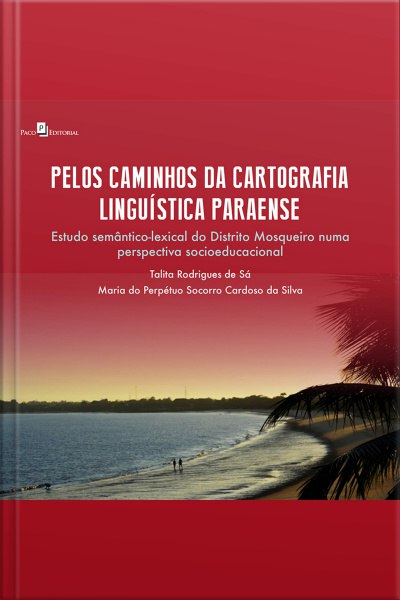 PACO EDITORIAL
PELOS CAMINHOS DA CARTOGRAFIA
LINGUÍSTICA PARAENSE
Estudo semântico-lexical do Distrito Mosqueiro numa
perspectiva socioeducacional
Talita Rodrigues de Sá
Maria do Perpétuo Socorro Cardoso da Silva